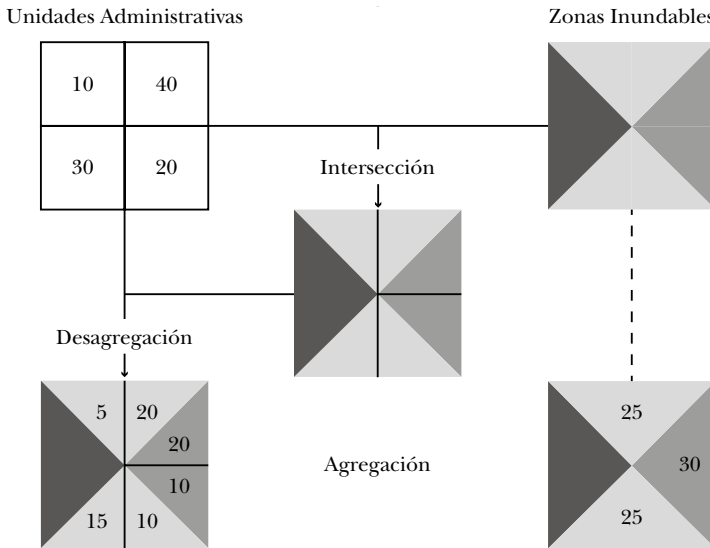 Unidades Administrativas
Zonas Inundables
10 40
30 20
Intersección
Desagregación
5 20
20
10
15 10
Agregación
25
30
25